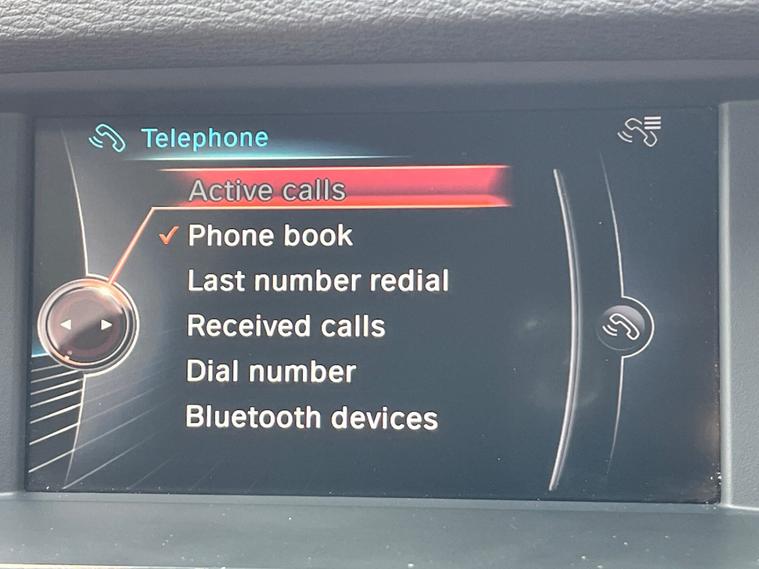 Telephone
Active calls
Phone book
Last number redial
Received calls
Dial number
Bluetooth devices